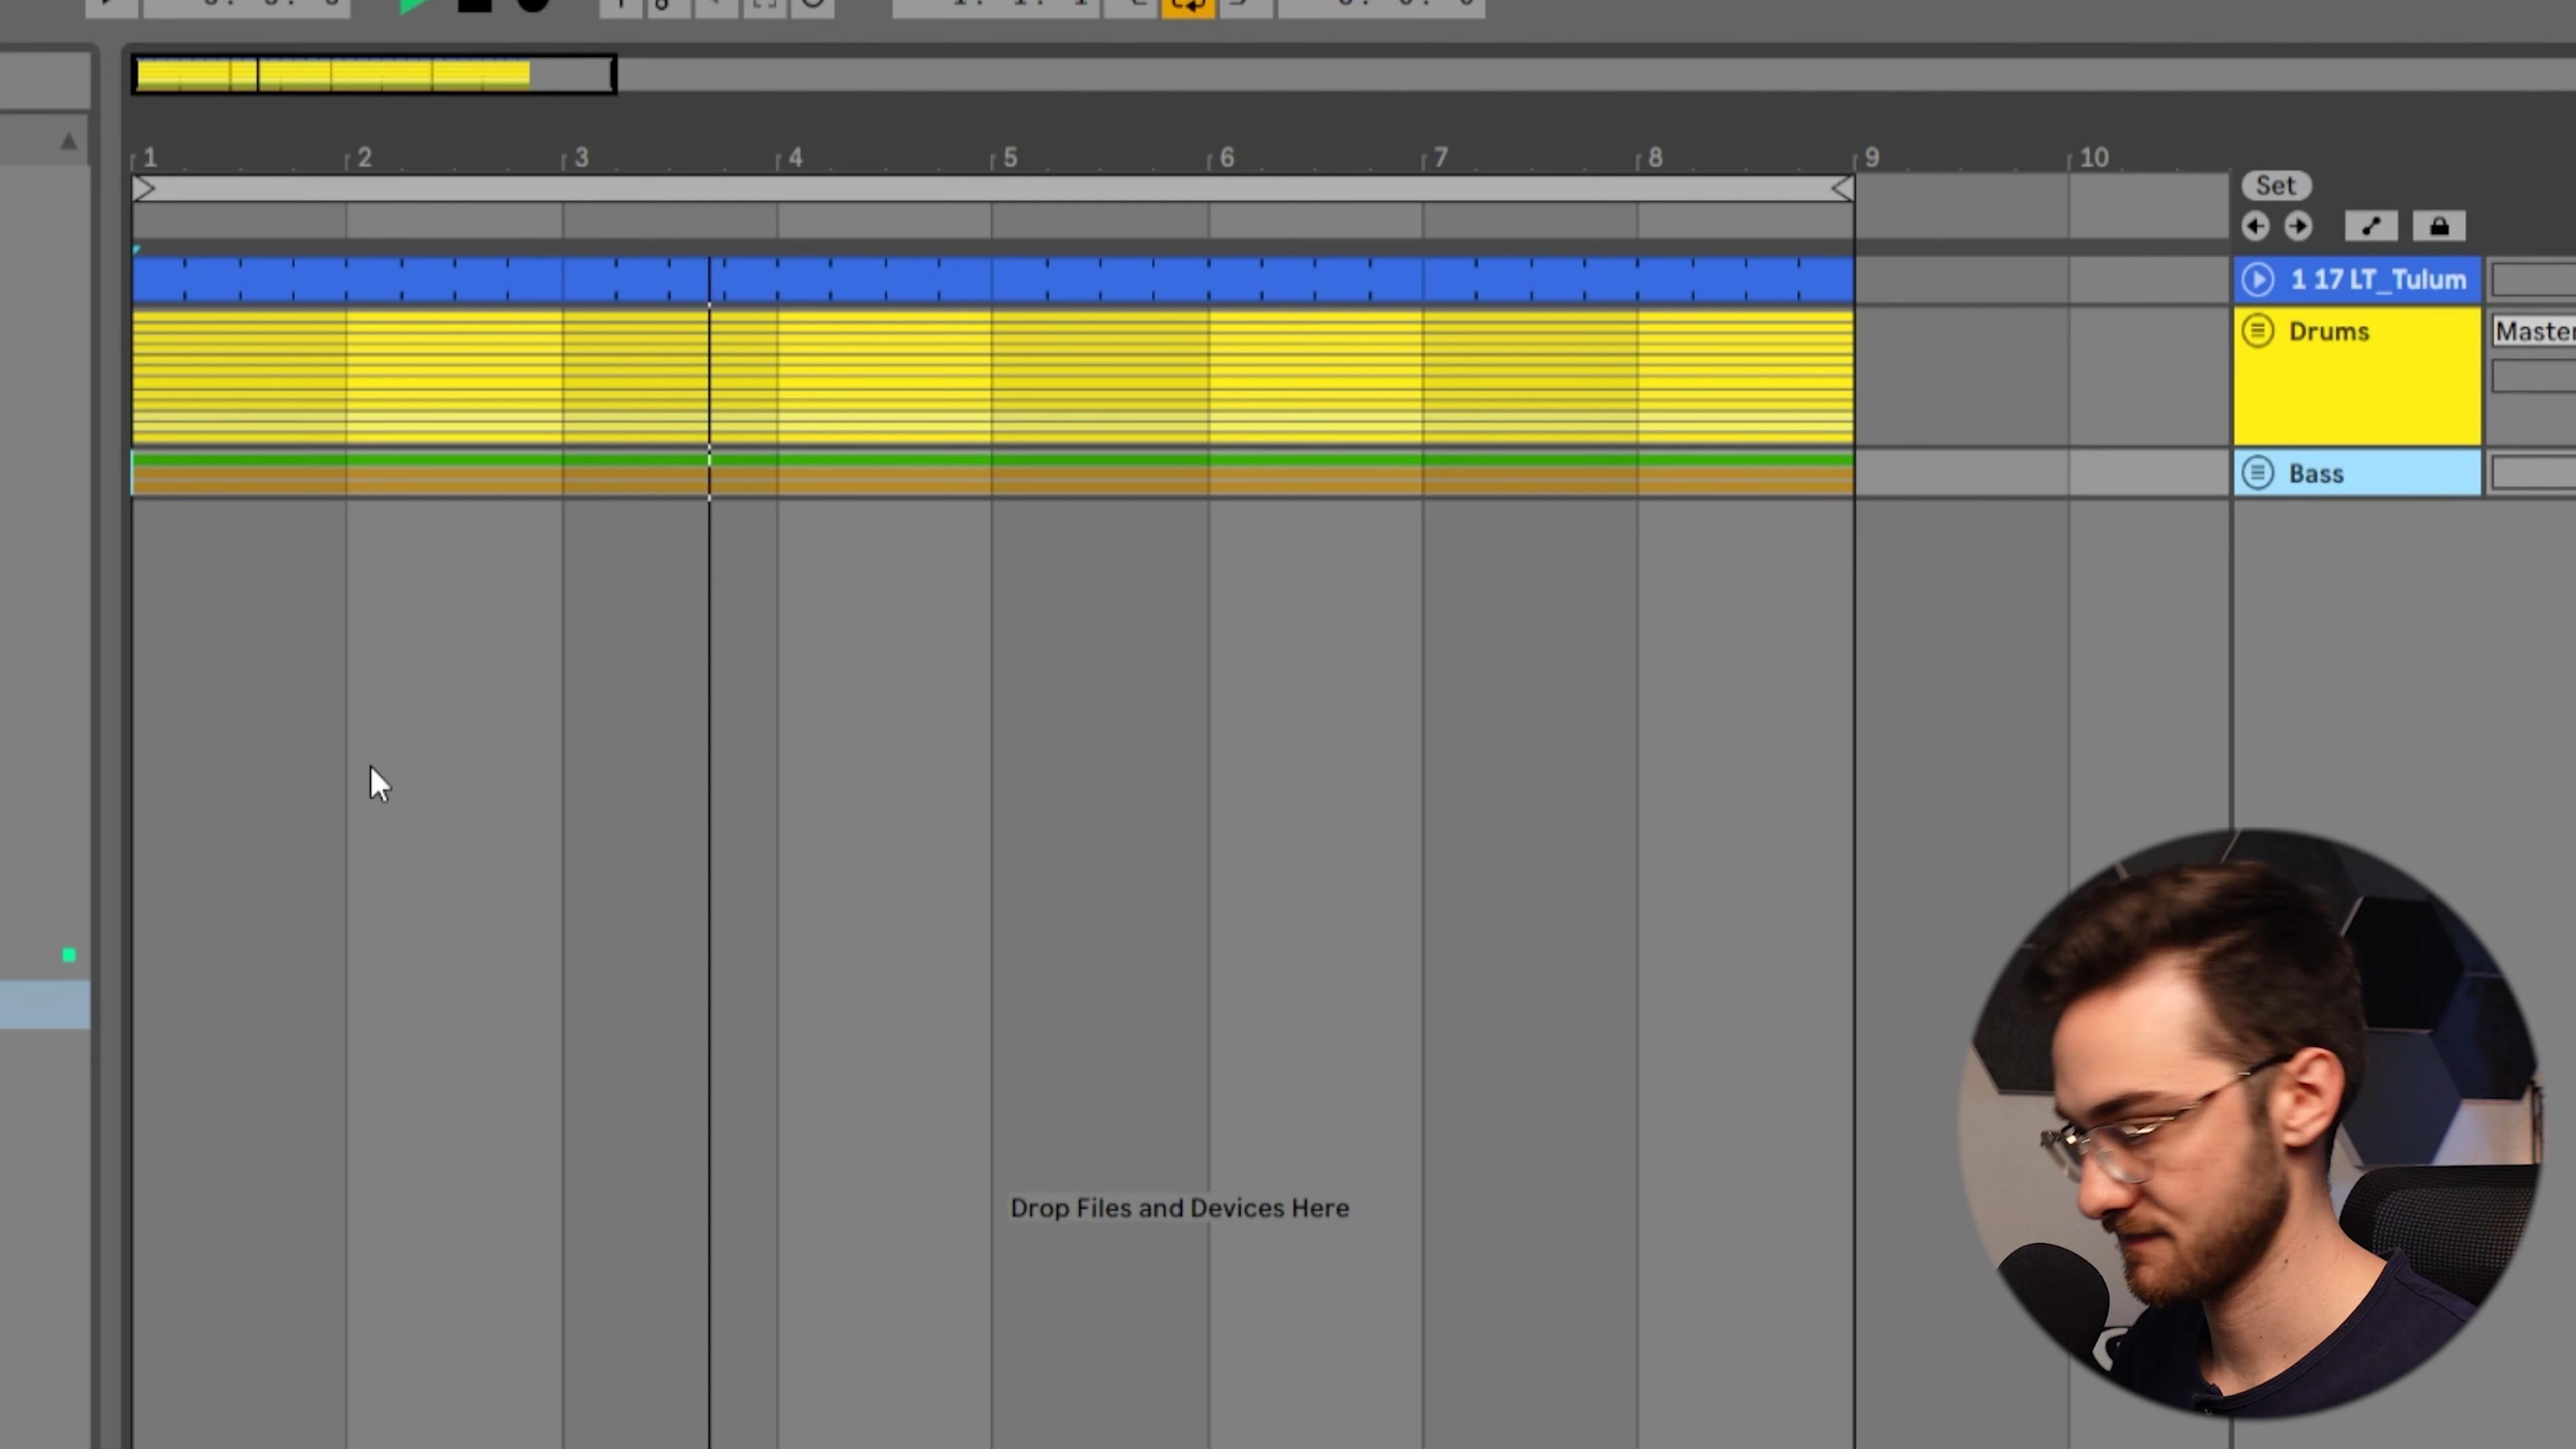 1 2 3 4 5 6 7 8 9 10
Set
1 17 LT_Tulum
Drums
Master
Bass
Drop Files and Devices Here